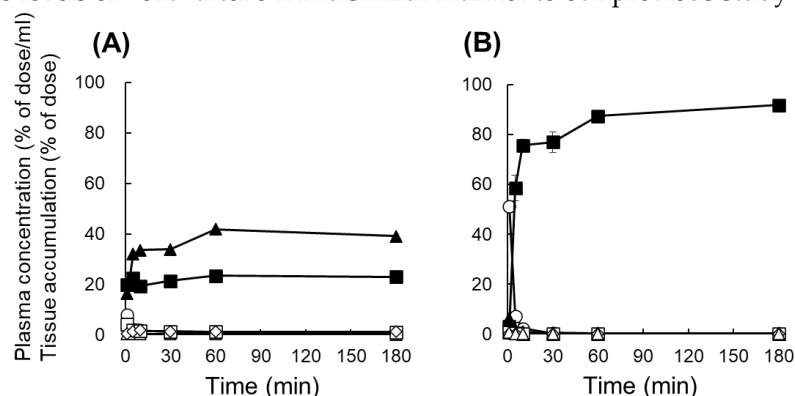 (A)
(B)
Plasma concentration (% of dose/ml)
Tissue accumulation (% of dose)
100
80
60
40
20
0
0 30 60 90 120 150 180
Time (min)
100
80
60
40
20
0
0 30 60 90 120 150 180
Time (min)